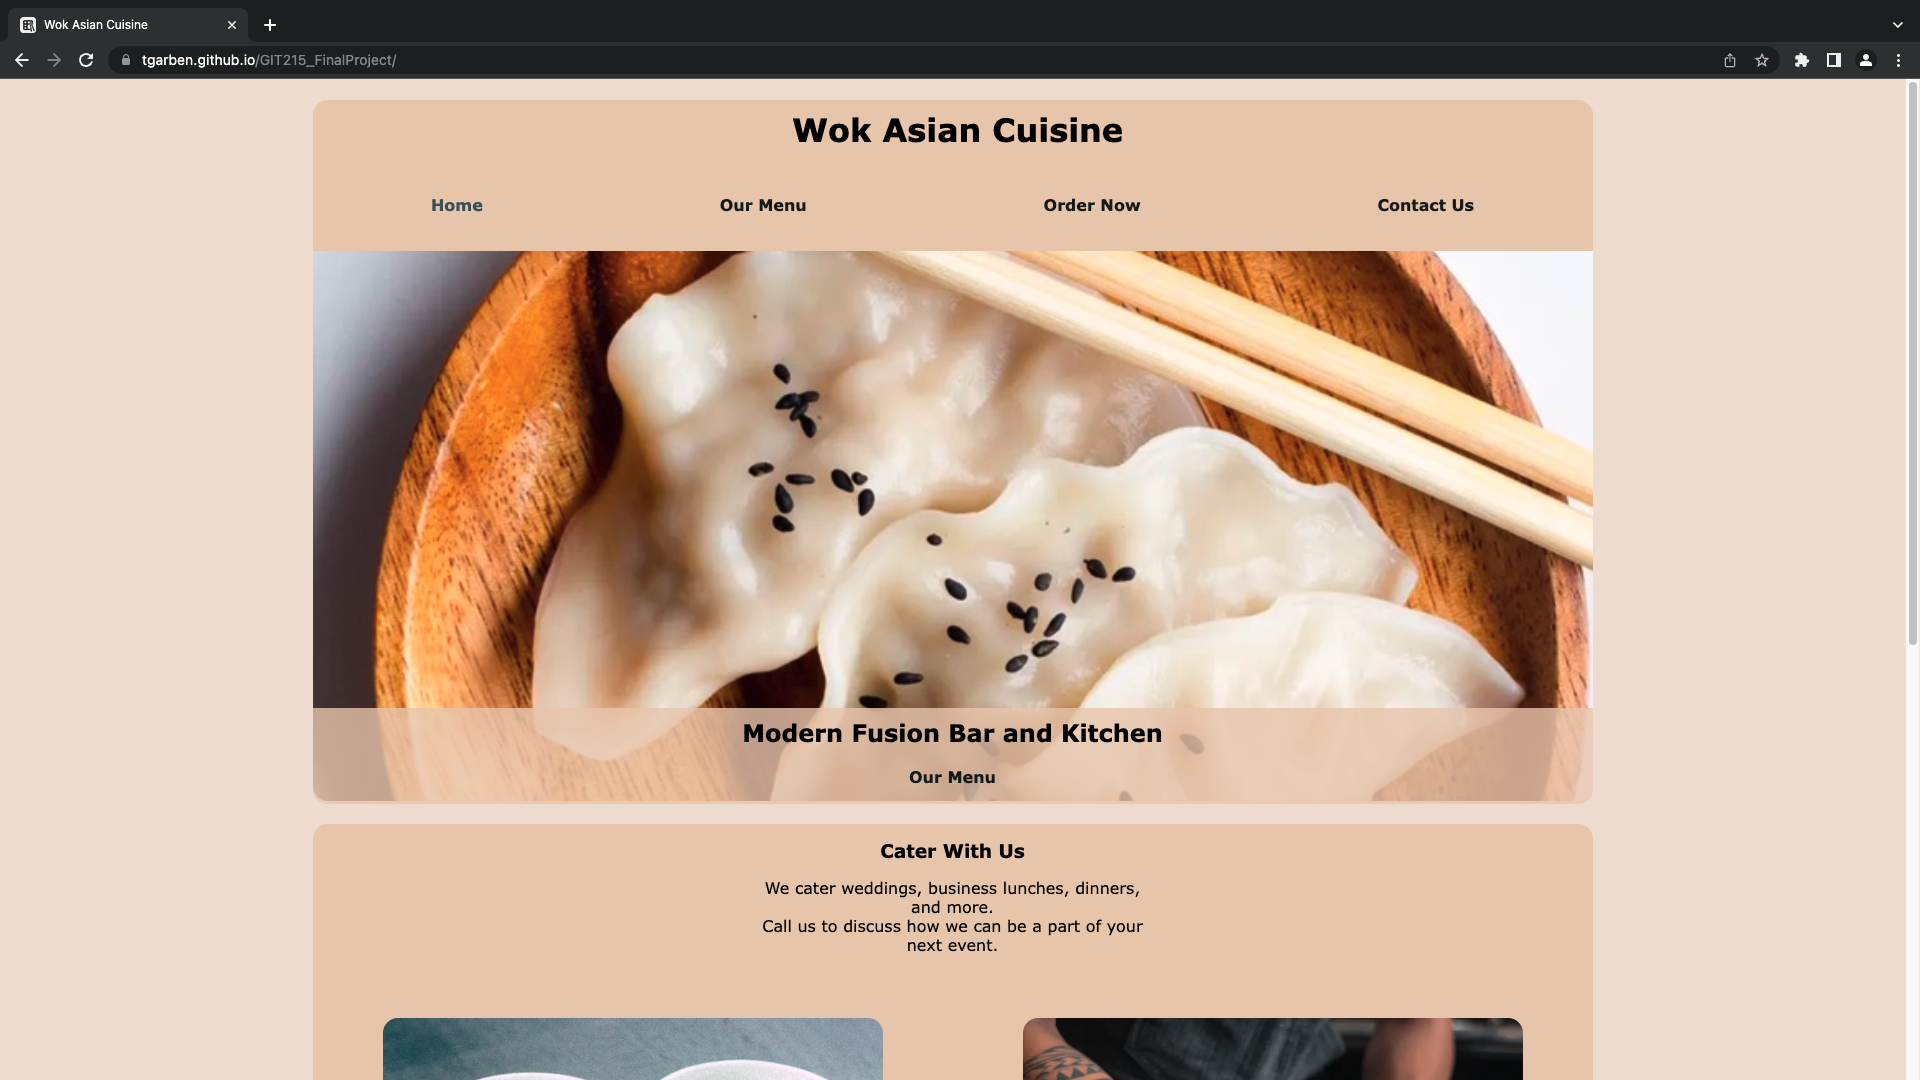 Wok Asian Cuisine
tgarben.github.io/GIT215_FinalProject/
Wok Asian Cuisine
Home
Our Menu
Order Now
Contact Us
Modern Fusion Bar and Kitchen
Our Menu
Cater With Us
We cater weddings, business lunches, dinners,
and more.
Call us to discuss how we can be a part of your
next event.